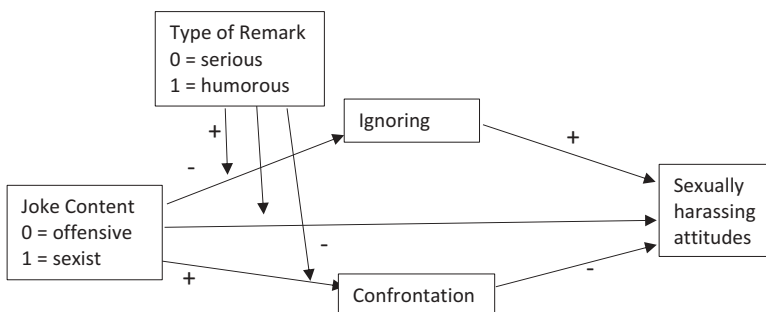 Type of Remark
0 = serious
1 = humorous
+
-
Ignoring
+
Joke Content
0 = offensive
1 = sexist
Sexually
harassing
attitudes
-
+
-
Confrontation